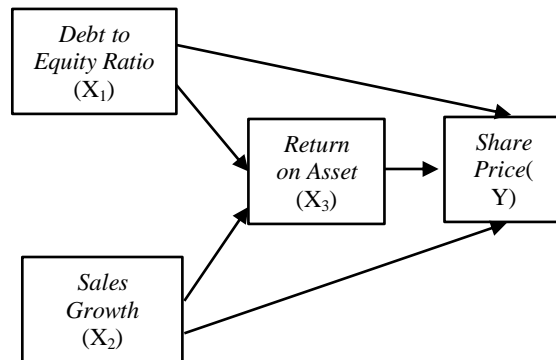 Debt to
Equity Ratio
(X₁)
Return
on Asset
(X₃)
Share
Price(
Y)
Sales
Growth
(X₂)